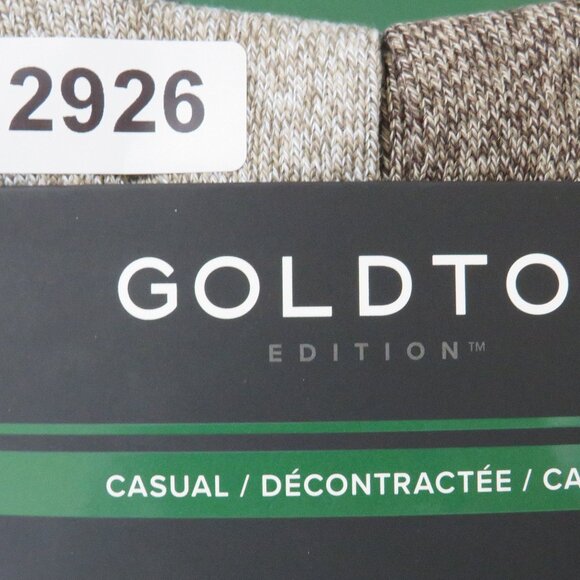 2926
GOLDTO
EDITION™
CASUAL / DÉCONTRACTÉE / CA